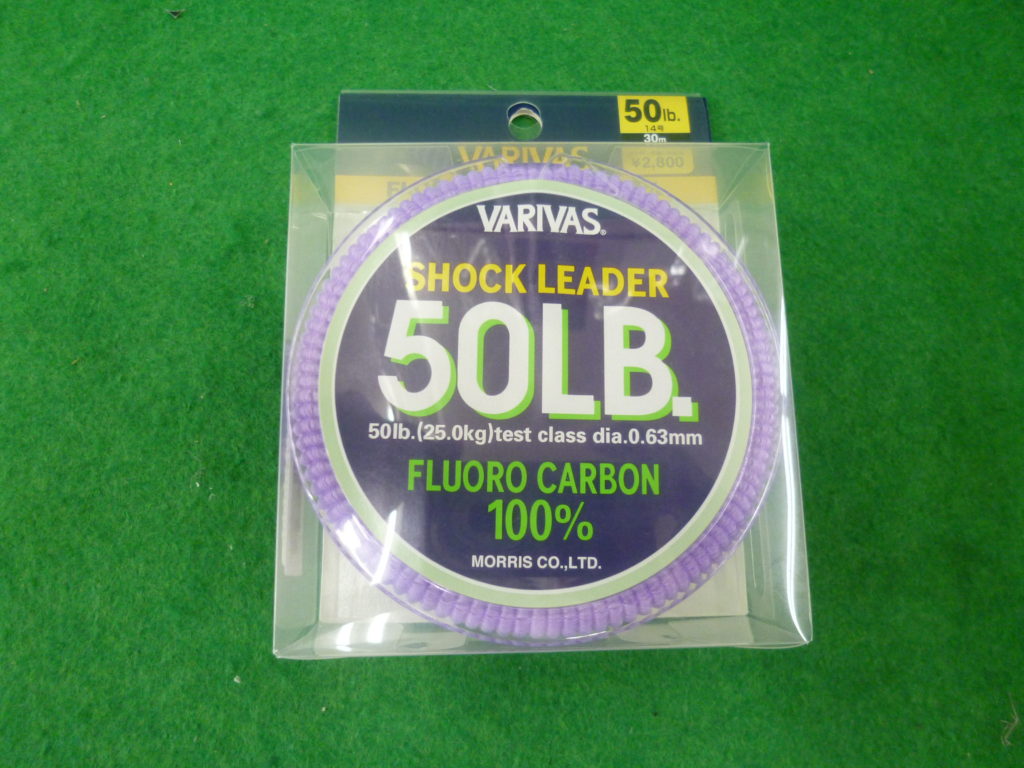 50lb.
14号
30m
VARIVAS
¥2,800
VARIVAS®
SHOCK LEADER
50LB.
50lb.(25.0kg)test class dia.0.63mm
FLUORO CARBON
100%
MORRIS CO.,LTD.